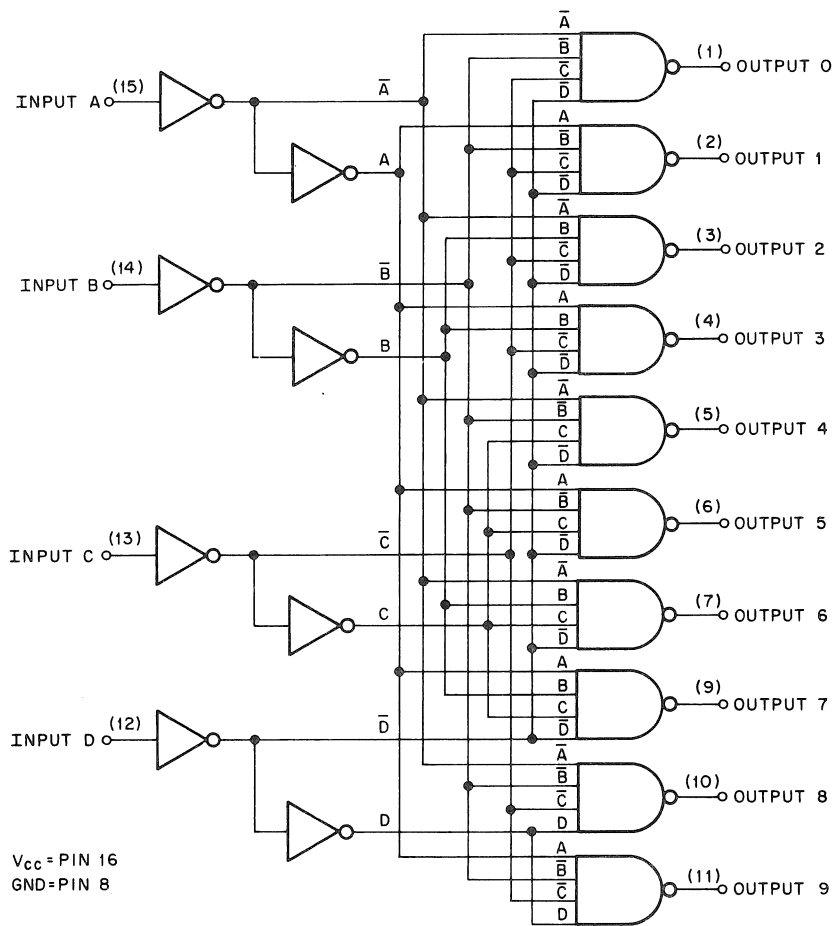 A̅
B̅
C̅
D̅
(1)
OUTPUT 0
INPUT A
(15)
A̅
A
B̅
C̅
D̅
(2)
OUTPUT 1
A
A̅
B
C̅
D̅
(3)
OUTPUT 2
INPUT B
(14)
B̅
A
B
C̅
D̅
(4)
OUTPUT 3
B
A̅
B̅
C
D̅
(5)
OUTPUT 4
A
B̅
C
D̅
(6)
OUTPUT 5
INPUT C
(13)
C̅
A̅
B
C
D̅
(7)
OUTPUT 6
C
A
B
C
D̅
(9)
OUTPUT 7
INPUT D
(12)
D̅
A̅
B̅
C̅
D
(10)
OUTPUT 8
D
A
B̅
C̅
D
(11)
OUTPUT 9
VCC = PIN 16
GND = PIN 8